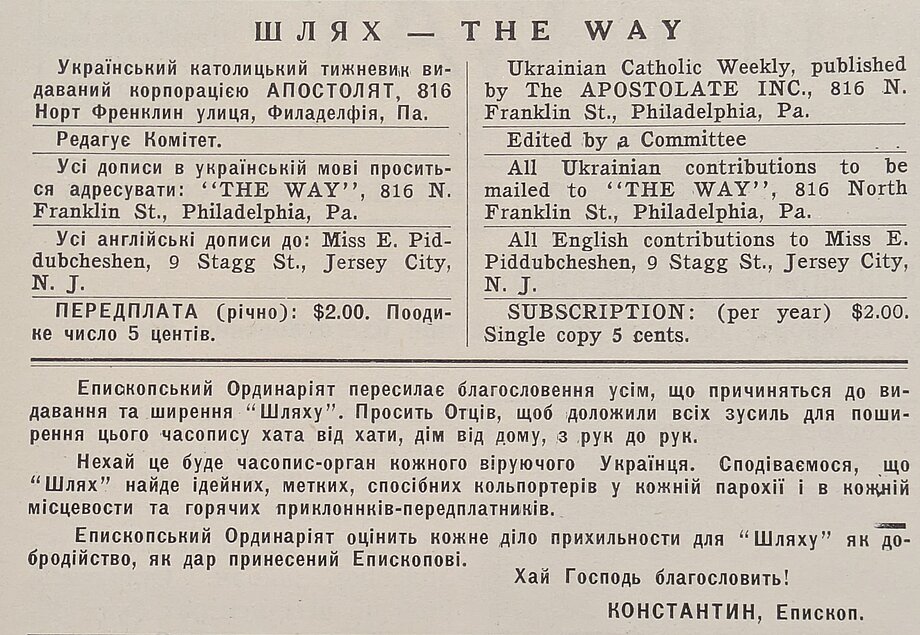 ШЛЯХ — THE WAY
Український католицький тижневик ви-
даваний корпорацією АПОСТОЛЯТ, 816
Норт Френклин улиця, Филаделфія, Па.
Редагує Комітет.
Усі дописи в українській мові проситъ-
ся адресувати: “THE WAY”, 816 N.
Franklin St., Philadelphia, Pa.
Усі англійські дописи до: Miss E. Pid-
dubcheshen, 9 Stagg St., Jersey City,
N. J.
ПЕРЕДПЛАТА (річно): $2.00. Пооди-
ке число 5 центів.
Ukrainian Catholic Weekly, published
by The APOSTOLATE INC., 816 N.
Franklin St., Philadelphia, Pa.
Edited by a Committee
All Ukrainian contributions to be
mailed to “THE WAY”, 816 North
Franklin St., Philadelphia, Pa.
All English contributions to Miss E.
Piddubcheshen, 9 Stagg St., Jersey City,
N. J.
SUBSCRIPTION: (per year) $2.00.
Single copy 5 cents.
Епископський Ординаріят пересилає благословення усім, що причиняться до ви-
давання та ширення “Шляху”. Просить Отців, щоб доложили всіх зусиль для поши-
рення цього часопису хата від хати, дім від дому, з рук до рук.
Нехай це буде часопис-орган кожного віруючого Українця. Сподіваємося, що
“Шлях” найде ідейних, метких, спосібних кольпортерів у кожній парохії і в кожній
місцевости та горячих приклоннків-передплатників.
Епископський Ординаріят оцінить кожне діло прихильности для “Шляху” як до-
бродійство, як дар принесений Епископові.
Хай Господь благословить!
КОНСТАНТИН, Епископ.